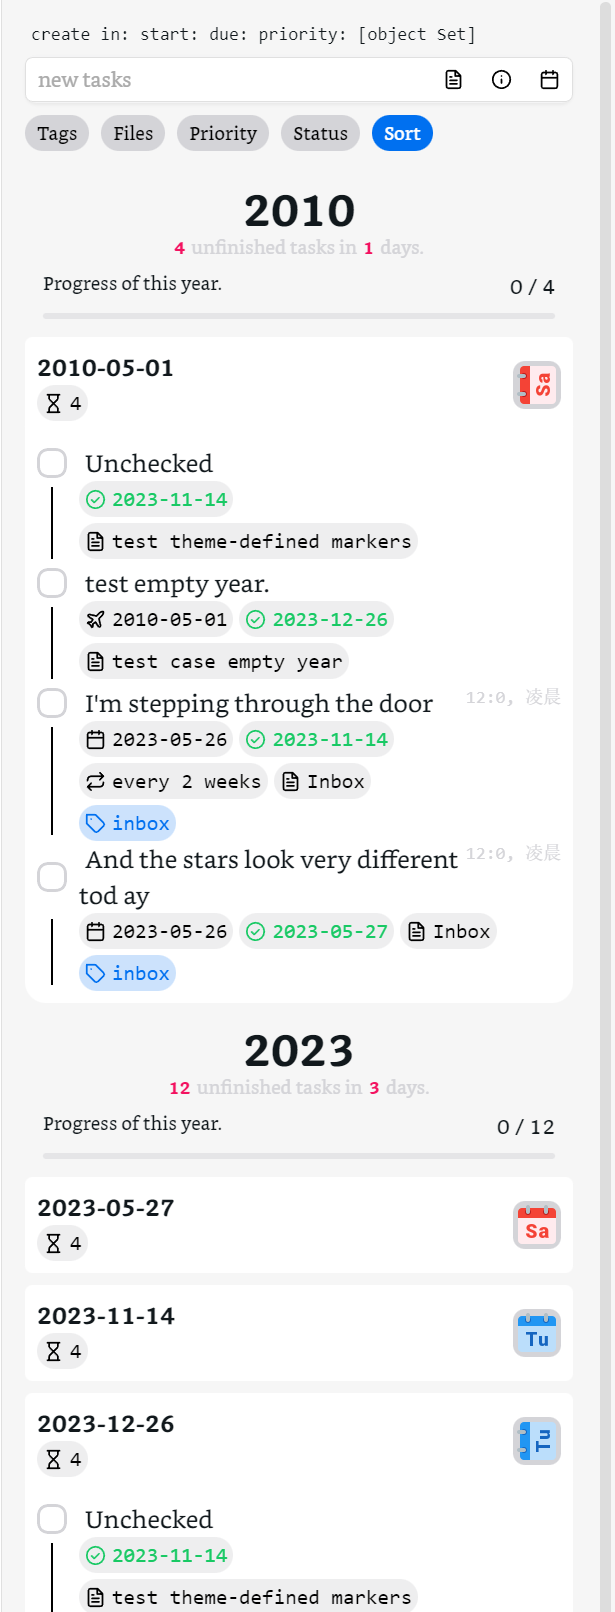 create in: start: due: priority: [object Set]
new tasks
Tags Files Priority Status Sort
2010
4 unfinished tasks in 1 days.
Progress of this year. 0 / 4
2010-05-01 Sa
4
Unchecked
2023-11-14
test theme-defined markers
test empty year.
2010-05-01 2023-12-26
test case empty year
I'm stepping through the door 12:0, 凌晨
2023-05-26 2023-11-14
every 2 weeks Inbox
inbox
And the stars look very different 12:0, 凌晨
tod ay
2023-05-26 2023-05-27 Inbox
inbox
2023
12 unfinished tasks in 3 days.
Progress of this year. 0 / 12
2023-05-27 Sa
4
2023-11-14 Tu
4
2023-12-26 Tu
4
Unchecked
2023-11-14
test theme-defined markers